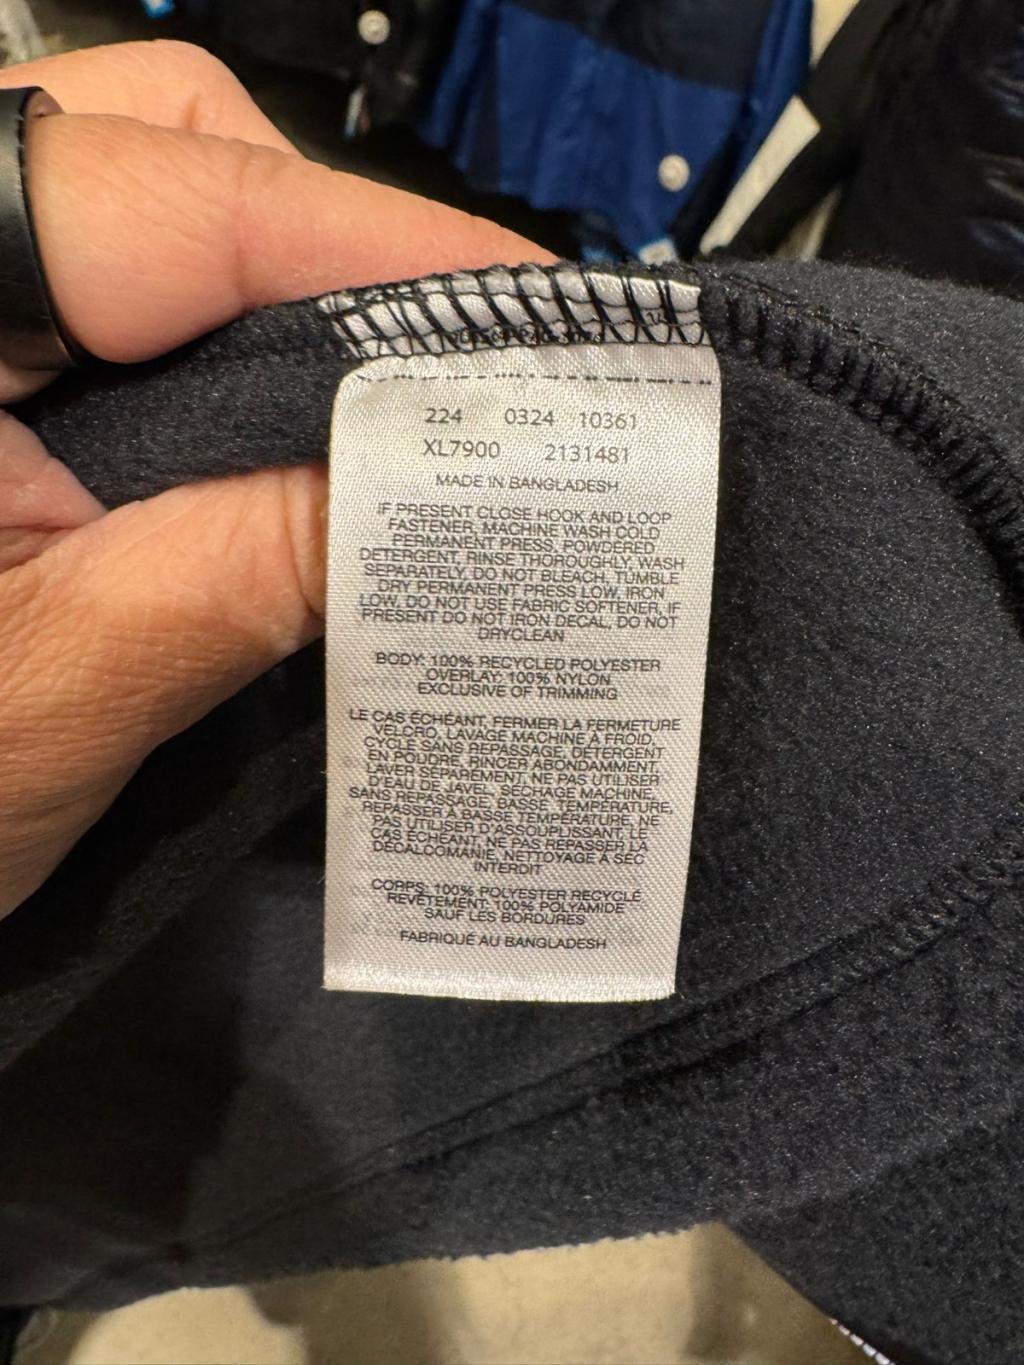 224 0324 10361
XL7900 2131481
MADE IN BANGLADESH
IF PRESENT CLOSE HOOK AND LOOP
FASTENER, MACHINE WASH COLD
PERMANENT PRESS, POWDERED
DETERGENT, RINSE THOROUGHLY, WASH
SEPARATELY, DO NOT BLEACH, TUMBLE
DRY PERMANENT PRESS LOW, IRON
LOW, DO NOT USE FABRIC SOFTENER, IF
PRESENT DO NOT IRON DECAL, DO NOT
DRYCLEAN
BODY: 100% RECYCLED POLYESTER
OVERLAY: 100% NYLON
EXCLUSIVE OF TRIMMING
LE CAS ÉCHÉANT, FERMER LA FERMETURE
VELCRO, LAVAGE MACHINE À FROID,
CYCLE SANS REPASSAGE, DÉTERGENT
EN POUDRE, RINCER ABONDAMMENT,
LAVER SÉPARÉMENT, NE PAS UTILISER
D'EAU DE JAVEL, SÉCHAGE MACHINE,
SANS REPASSAGE, BASSE TEMPÉRATURE,
REPASSER À BASSE TEMPÉRATURE, NE
PAS UTILISER D'ASSOUPLISSANT, LE
CAS ÉCHÉANT, NE PAS REPASSER LA
DÉCALCOMANIE, NETTOYAGE À SEC
INTERDIT
CORPS: 100% POLYESTER RECYCLÉ
REVÊTEMENT: 100% POLYAMIDE
SAUF LES BORDURES
FABRIQUÉ AU BANGLADESH